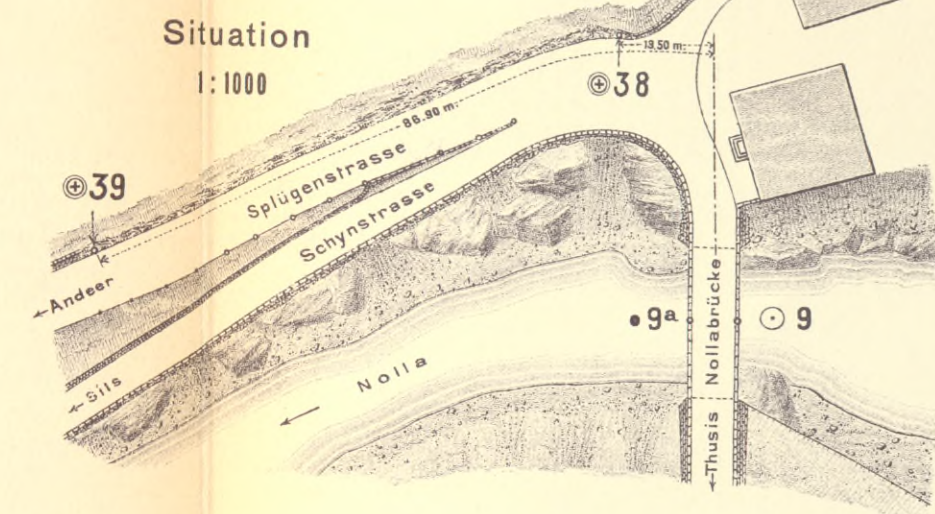 Situation
1:1000
13,50 m.
38
86.90 m.
39
Splügenstrasse
Schynstrasse
←Andeer
←Sils
Nolla
Nollabrücke
9a
9
←Thusis